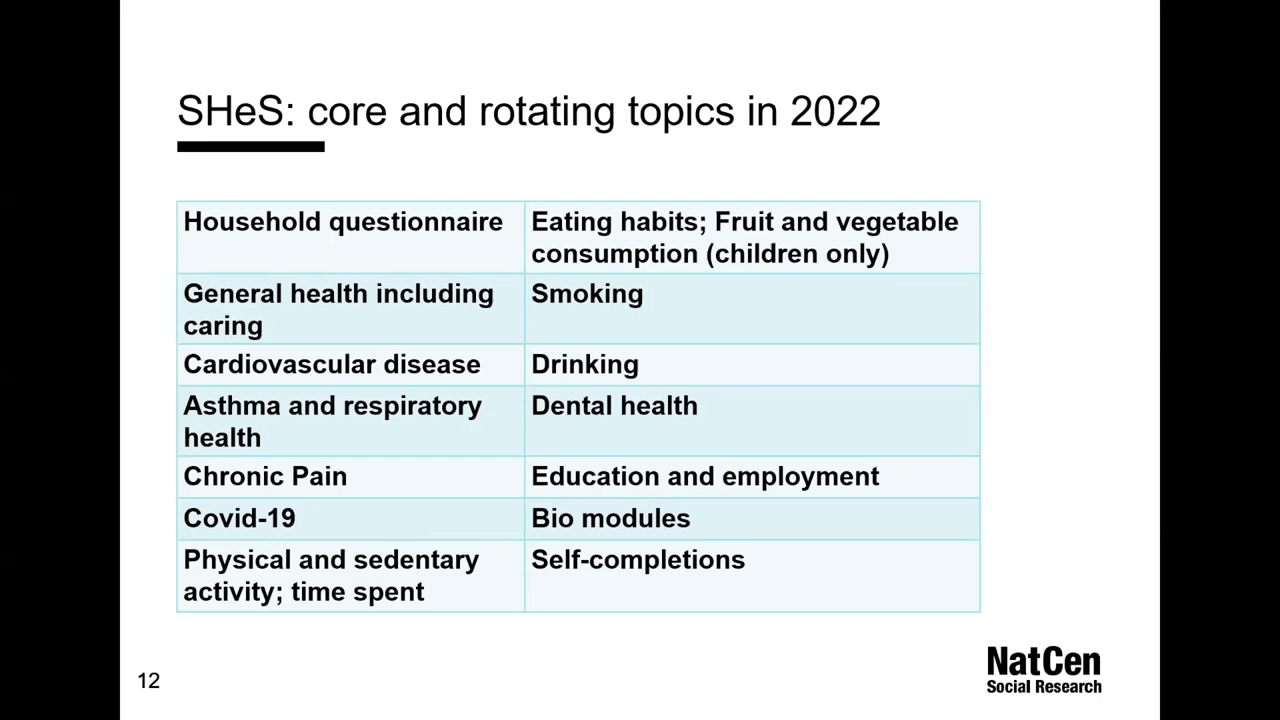 SHeS: core and rotating topics in 2022
Household questionnaire
Eating habits; Fruit and vegetable
consumption (children only)
General health including
caring
Smoking
Cardiovascular disease
Drinking
Asthma and respiratory
health
Dental health
Chronic Pain
Education and employment
Covid-19
Bio modules
Physical and sedentary
activity; time spent
Self-completions
12
NatCen
Social Research